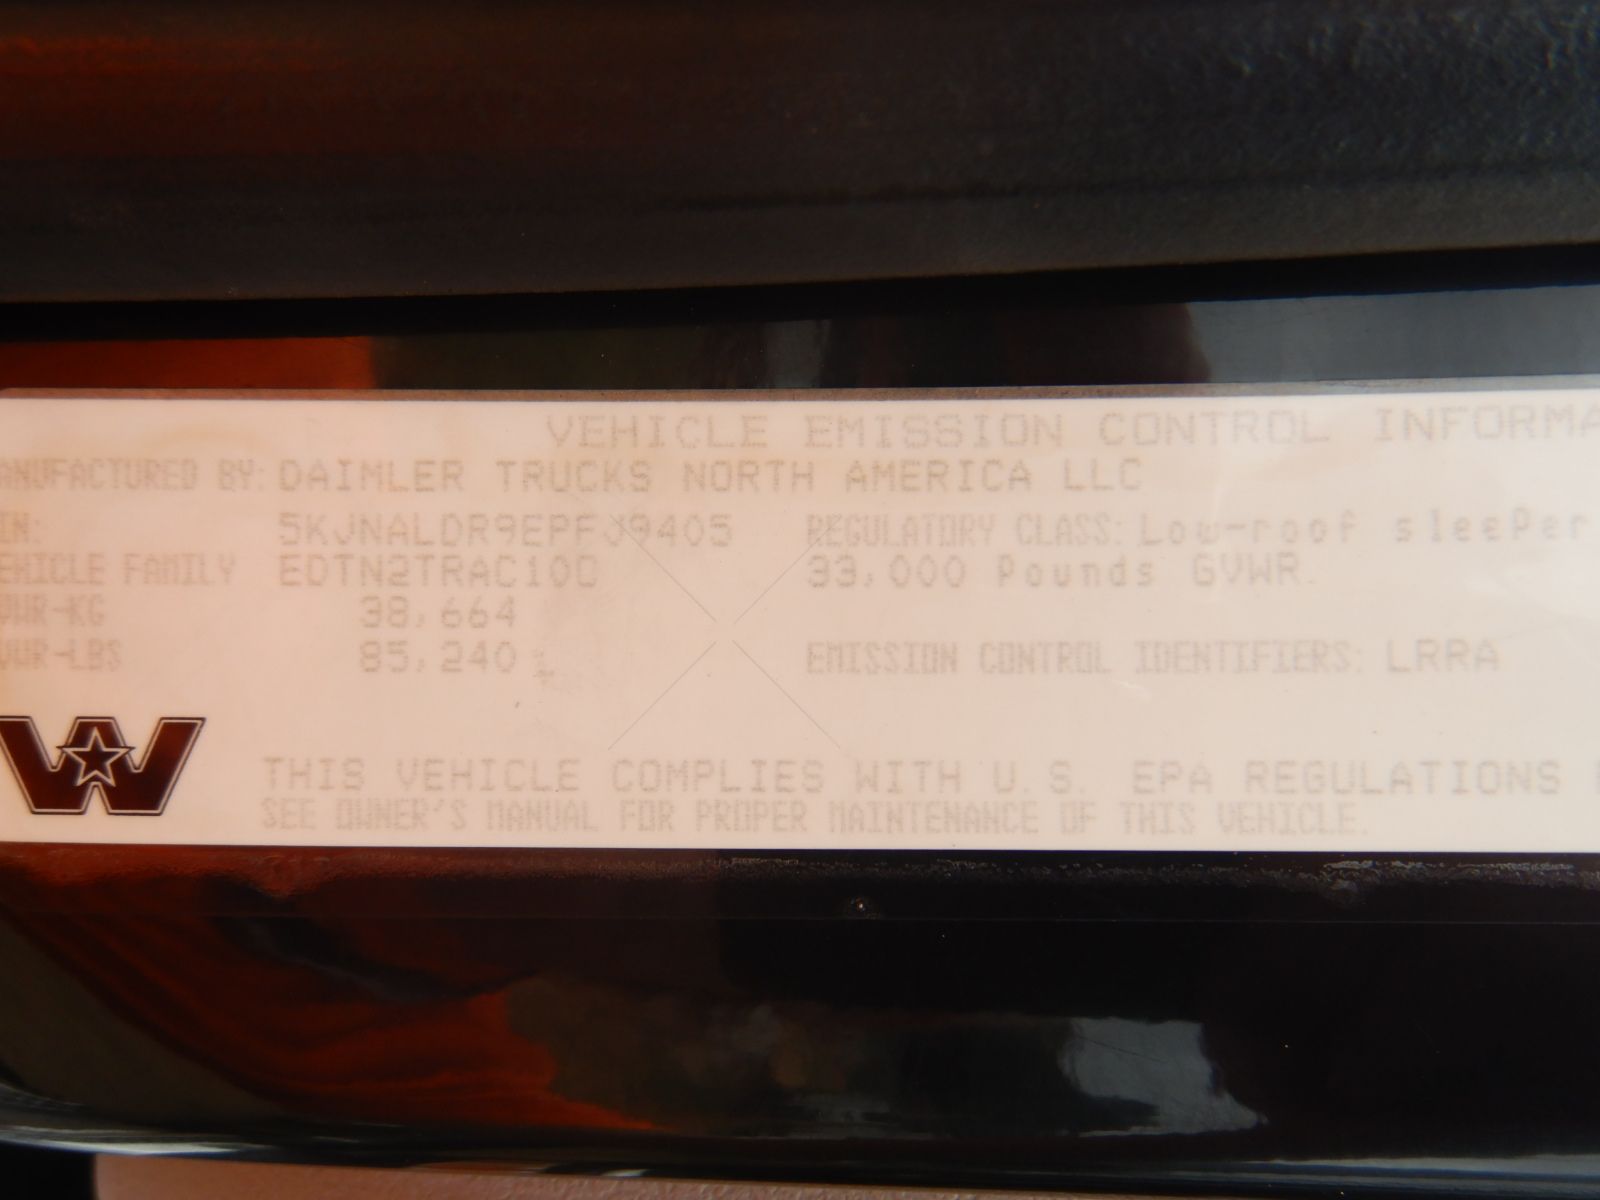 VEHICLE EMISSION CONTROL INFORMA
ANUFACTURED BY: DAIMLER TRUCKS NORTH AMERICA LLC
IN: 5KJNALDR9EPFJ9405 REGULATORY CLASS: Low-roof sleeper
EHICLE FAMILY EDTN2TRAC10C 33,000 Pounds GVWR
VWR-KG 38,664
VWR-LBS 85,240 EMISSION CONTROL IDENTIFIERS: LRRA
THIS VEHICLE COMPLIES WITH U.S. EPA REGULATIONS
SEE OWNER'S MANUAL FOR PROPER MAINTENANCE OF THIS VEHICLE.